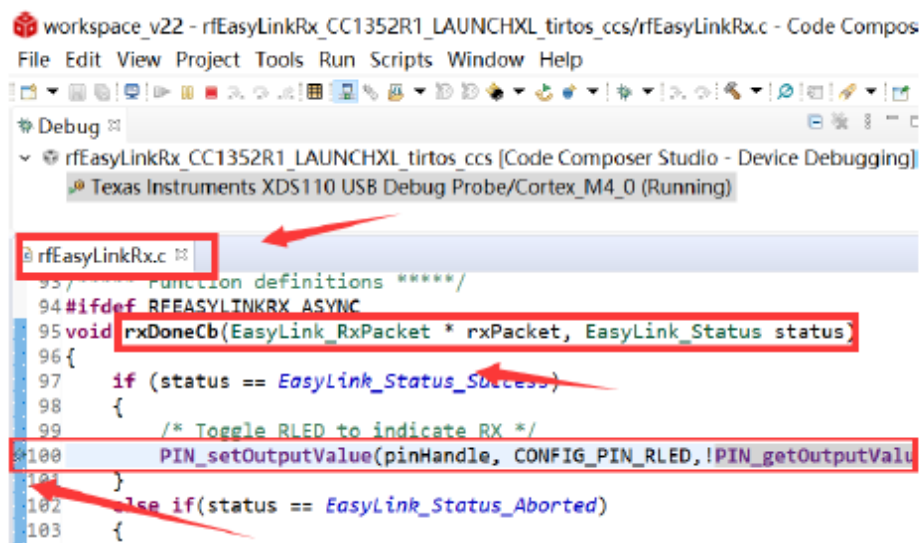 workspace_v22 - rfEasyLinkRx_CC1352R1_LAUNCHXL_tirtos_ccs/rfEasyLinkRx.c - Code Compos
File Edit View Project Tools Run Scripts Window Help
Debug
rfEasyLinkRx_CC1352R1_LAUNCHXL_tirtos_ccs [Code Composer Studio - Device Debugging]
Texas Instruments XDS110 USB Debug Probe/Cortex_M4_0 (Running)
rfEasyLinkRx.c
93 /***** Function definitions *****/
94 #ifdef RFEASYLINKRX_ASYNC
95 void rxDoneCb(EasyLink_RxPacket * rxPacket, EasyLink_Status status)
96 {
97 if (status == EasyLink_Status_Success)
98 {
99 /* Toggle RLED to indicate RX */
100 PIN_setOutputValue(pinHandle, CONFIG_PIN_RLED,!PIN_getOutputValu
101 }
102 else if(status == EasyLink_Status_Aborted)
103 {